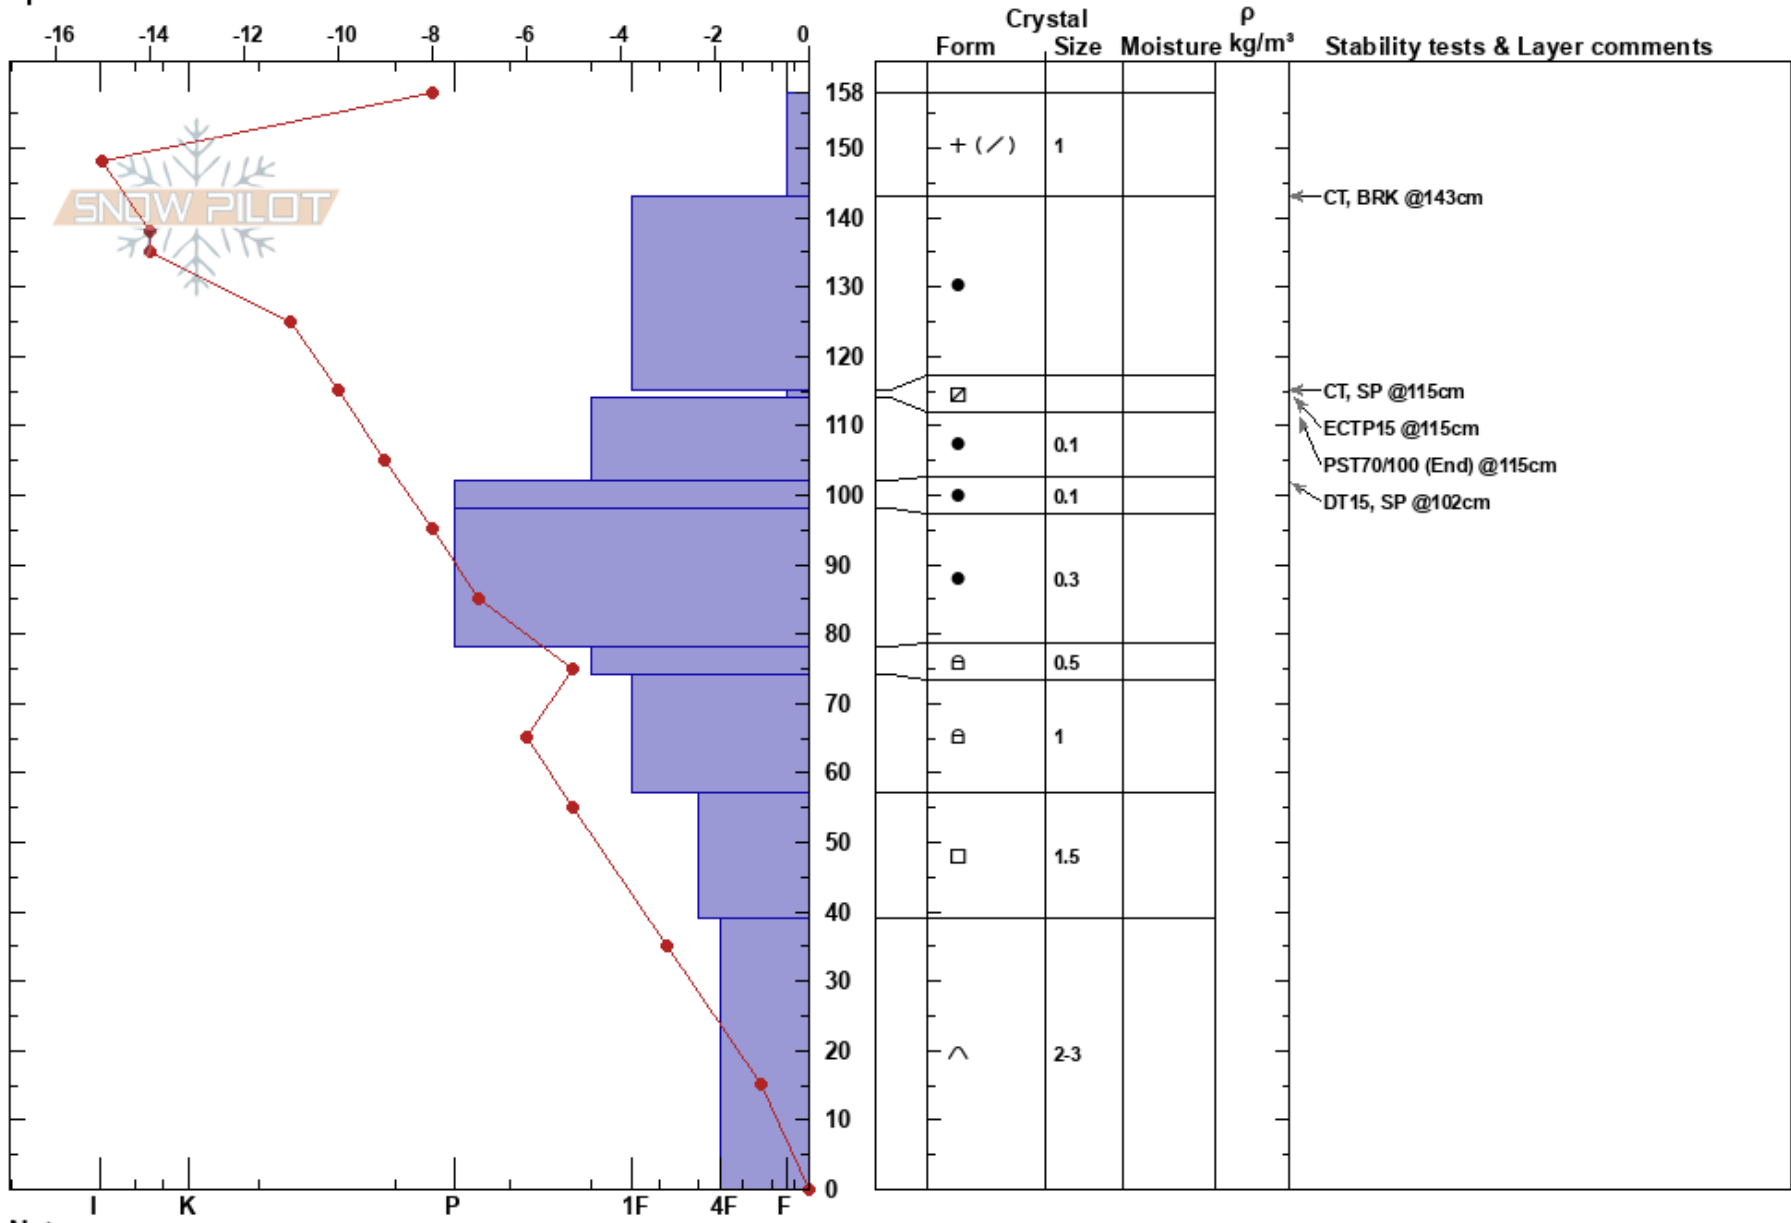 Crystal ρ
-16 -14 -12 -10 -8 -6 -4 -2 0 Form Size Moisture kg/m³ Stability tests & Layer comments
158
+ (/) 1
150
SNOW PILOT
CT, BRK @143cm
140
130
120
CT, SP @115cm
110
ECTP15 @115cm
0.1
PST70/100 (End) @115cm
100
0.1
DT15, SP @102cm
90
0.3
80
0.5
70
1
60
50
1.5
40
30
20
2-3
10
0
I K P 1F 4F F